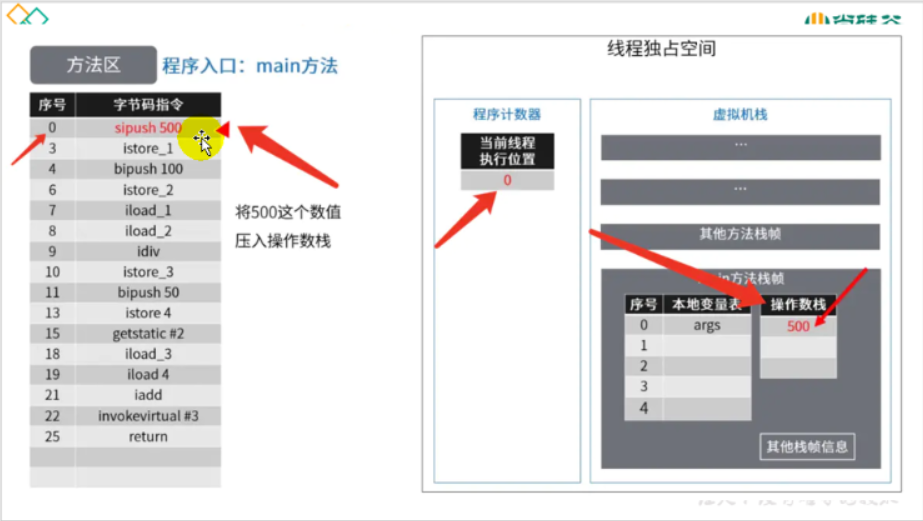 尚硅谷
方法区 程序入口：main方法
序号 字节码指令
0 sipush 500
3 istore_1
4 bipush 100
6 istore_2
7 iload_1
8 iload_2
9 idiv
10 istore_3
11 bipush 50
13 istore 4
15 getstatic #2
18 iload_3
19 iload 4
21 iadd
22 invokevirtual #3
25 return
将500这个数值
压入操作数栈
线程独占空间
程序计数器
当前线程
执行位置
0
虚拟机栈
...
...
其他方法栈帧
方法栈帧
序号 本地变量表
0 args
1
2
3
4
操作数栈
500
其他栈帧信息